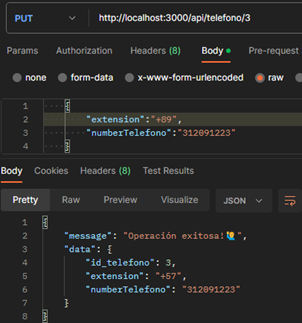 PUT http://localhost:3000/api/telefono/3
Params Authorization Headers (8) Body Pre-request
none form-data x-www-form-urlencoded raw
1 {
2 "extension":"+89",
3 "numberTelefono":"312091223"
4 }
Body Cookies Headers (8) Test Results
Pretty Raw Preview Visualize JSON
1 {
2 "message": "Operación exitosa!🙋‍♂️",
3 "data": {
4 "id_telefono": 3,
5 "extension": "+57",
6 "numberTelefono": "312091223"
7 }
8 }